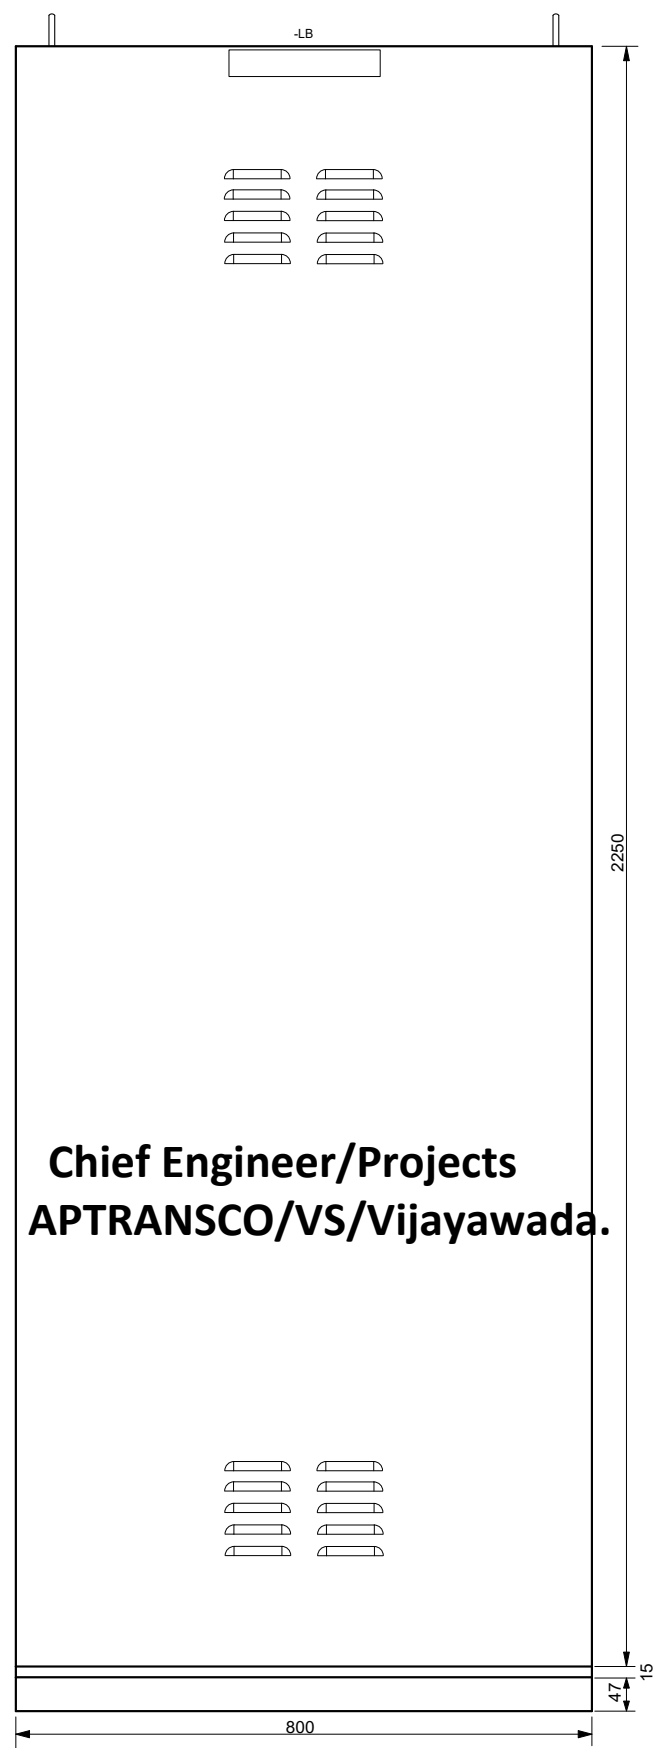 -LB
2250
Chief Engineer/Projects
APTRANSCO/VS/Vijayawada.
15
47
800